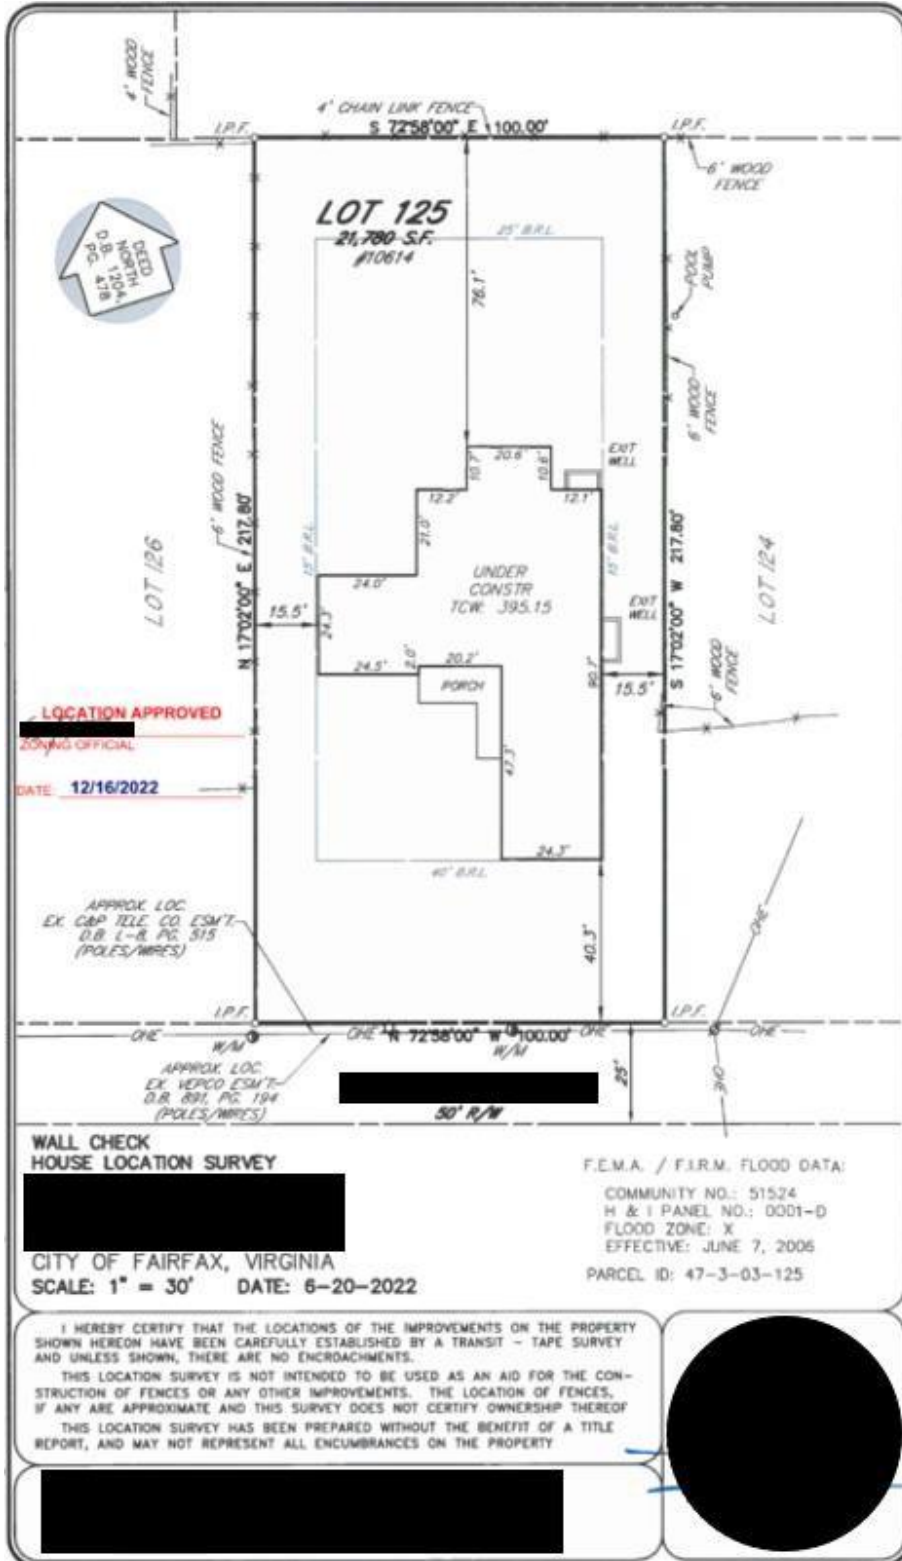 4' WOOD
FENCE
4' CHAIN LINK FENCE
I.P.F.
S 72°58'00" E 100.00'
I.P.F.
6' WOOD
FENCE
LOT 125
21,780 S.F.
#10614
25' B.R.L.
DEED
NORTH
D.B. 1204,
PG. 478
76.1'
POOL
PUMP
6' WOOD
FENCE
6' WOOD FENCE
N 17°02'00" E 217.80'
LOT 126
15' B.R.L.
10.7'
20.6'
10.6'
EXIT
WELL
12.2'
12.1'
21.0'
15' B.R.L.
S 17°02'00" W 217.80'
LOT 124
UNDER
CONSTR
TCW: 395.15
24.0'
15.5'
24.3'
EXIT
WELL
24.5'
2.0'
20.2'
PORCH
90.7'
15.5'
6' WOOD
FENCE
LOCATION APPROVED
ZONING OFFICIAL
DATE: 12/16/2022
47.3'
24.3'
40' B.R.L.
40.3'
APPROX. LOC.
EX. C&P TELE. CO. ESM'T.
D.B. L-8, PG. 515
(POLES/WIRES)
OHE
I.P.F.
I.P.F.
OHE
W/M
OHE
N 72°58'00" W 100.00'
W/M
OHE
OHE
OHE
APPROX. LOC.
EX. VEPCO ESM'T.
D.B. 891, PG. 194
(POLES/WIRES)
25'
50' R/W
WALL CHECK
HOUSE LOCATION SURVEY
CITY OF FAIRFAX, VIRGINIA
SCALE: 1" = 30' DATE: 6-20-2022
F.E.M.A. / F.I.R.M. FLOOD DATA:
COMMUNITY NO.: 51524
H & I PANEL NO.: 0001-D
FLOOD ZONE: X
EFFECTIVE: JUNE 7, 2006
PARCEL ID: 47-3-03-125
I HEREBY CERTIFY THAT THE LOCATIONS OF THE IMPROVEMENTS ON THE PROPERTY
SHOWN HEREON HAVE BEEN CAREFULLY ESTABLISHED BY A TRANSIT - TAPE SURVEY
AND UNLESS SHOWN, THERE ARE NO ENCROACHMENTS.
THIS LOCATION SURVEY IS NOT INTENDED TO BE USED AS AN AID FOR THE CON-
STRUCTION OF FENCES OR ANY OTHER IMPROVEMENTS. THE LOCATION OF FENCES,
IF ANY ARE APPROXIMATE AND THIS SURVEY DOES NOT CERTIFY OWNERSHIP THEREOF
THIS LOCATION SURVEY HAS BEEN PREPARED WITHOUT THE BENEFIT OF A TITLE
REPORT, AND MAY NOT REPRESENT ALL ENCUMBRANCES ON THE PROPERTY